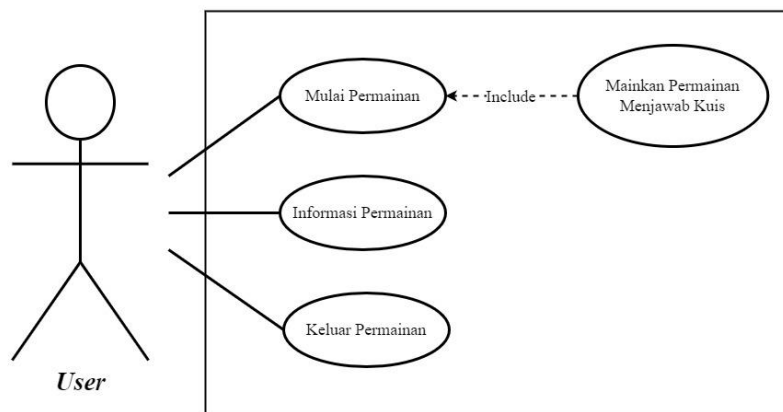 Mulai Permainan
Include
Mainkan Permainan
Menjawab Kuis
Informasi Permainan
Keluar Permainan
User